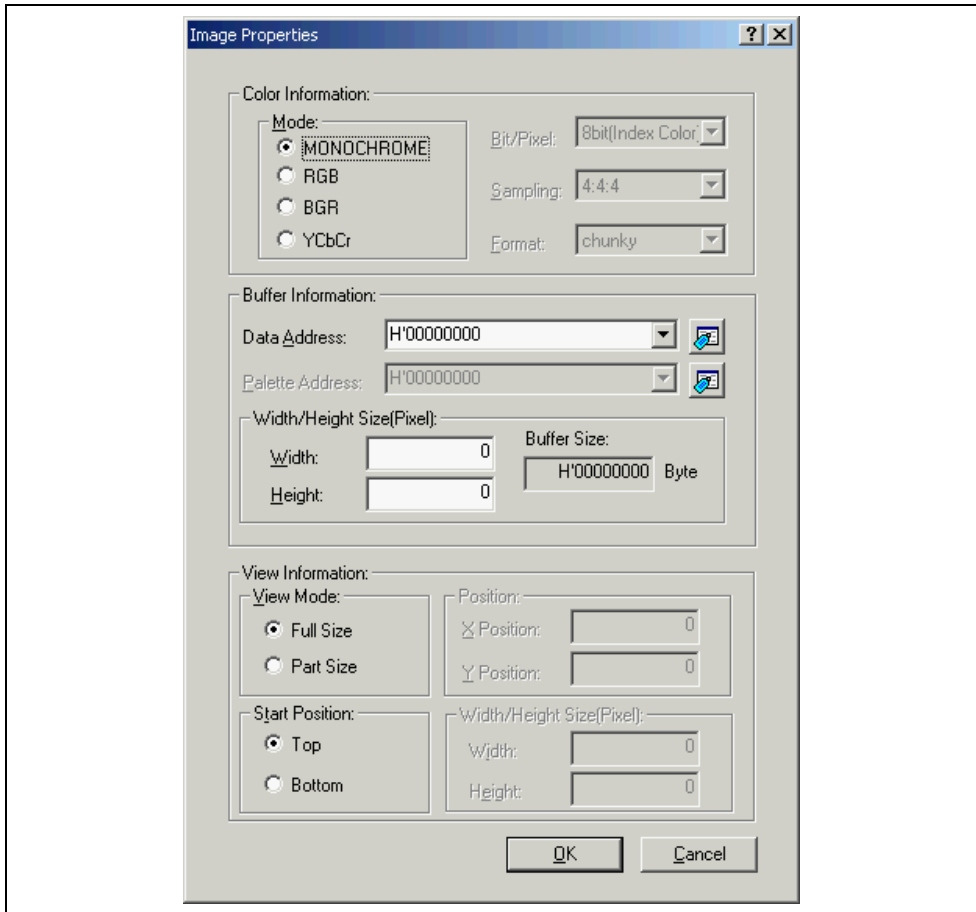 Image Properties
Color Information:
Mode:
MONOCHROME
RGB
BGR
YCbCr
Bit/Pixel: 8bit(Index Color)
Sampling: 4:4:4
Format: chunky
Buffer Information:
Data Address: H'00000000
Palette Address: H'00000000
Width/Height Size(Pixel):
Width: 0
Height: 0
Buffer Size:
H'00000000 Byte
View Information:
View Mode:
Full Size
Part Size
Position:
X Position: 0
Y Position: 0
Start Position:
Top
Bottom
Width/Height Size(Pixel):
Width: 0
Height: 0
OK Cancel